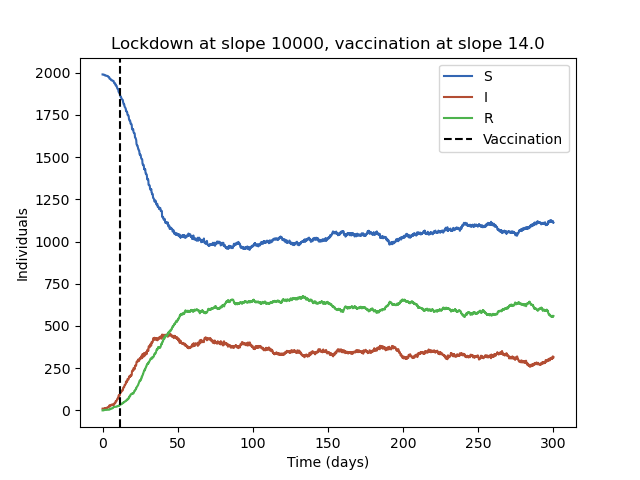 Lockdown at slope 10000, vaccination at slope 14.0
Individuals
2000
1750
1500
1250
1000
750
500
250
0
S
I
R
Vaccination
0 50 100 150 200 250 300
Time (days)